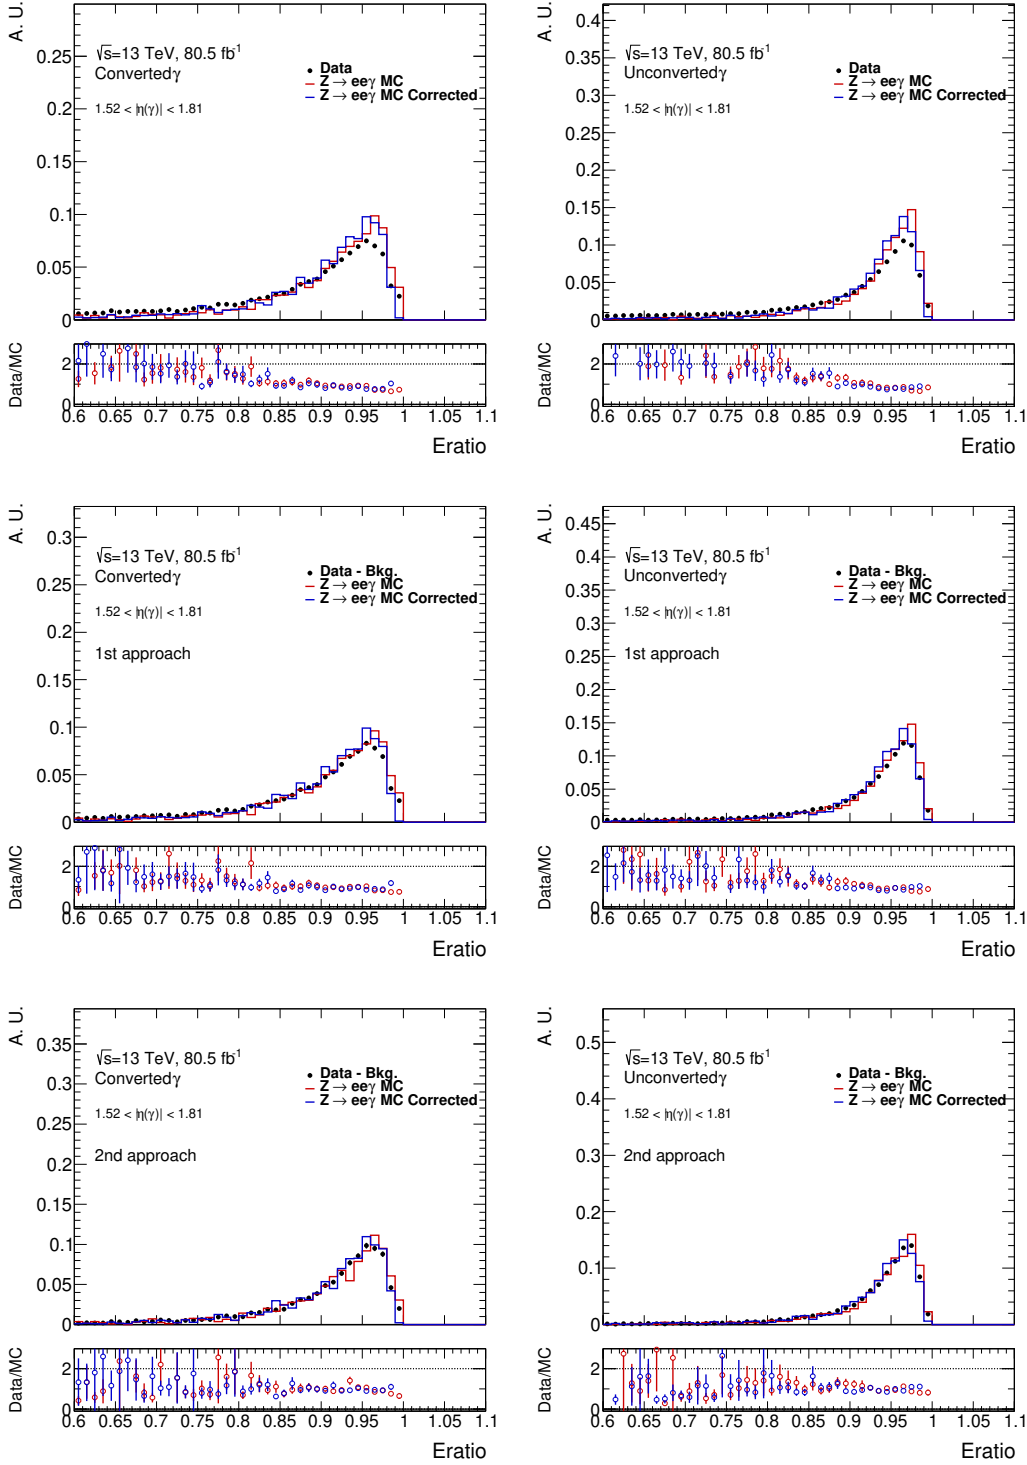 A. U.
0.25
0.2
0.15
0.1
0.05
0
√s=13 TeV, 80.5 fb-1
Converted γ
1.52 < |η(γ)| < 1.81
Data
Z → eeγ MC
Z → eeγ MC Corrected
Data/MC
2
0
0.6 0.65 0.7 0.75 0.8 0.85 0.9 0.95 1 1.05 1.1
Eratio
A. U.
0.4
0.35
0.3
0.25
0.2
0.15
0.1
0.05
0
√s=13 TeV, 80.5 fb-1
Unconverted γ
1.52 < |η(γ)| < 1.81
Data
Z → eeγ MC
Z → eeγ MC Corrected
Data/MC
2
0
0.6 0.65 0.7 0.75 0.8 0.85 0.9 0.95 1 1.05 1.1
Eratio
A. U.
0.3
0.25
0.2
0.15
0.1
0.05
0
√s=13 TeV, 80.5 fb-1
Converted γ
1.52 < |η(γ)| < 1.81
1st approach
Data - Bkg.
Z → eeγ MC
Z → eeγ MC Corrected
Data/MC
2
0
0.6 0.65 0.7 0.75 0.8 0.85 0.9 0.95 1 1.05 1.1
Eratio
A. U.
0.45
0.4
0.35
0.3
0.25
0.2
0.15
0.1
0.05
0
√s=13 TeV, 80.5 fb-1
Unconverted γ
1.52 < |η(γ)| < 1.81
1st approach
Data - Bkg.
Z → eeγ MC
Z → eeγ MC Corrected
Data/MC
2
0
0.6 0.65 0.7 0.75 0.8 0.85 0.9 0.95 1 1.05 1.1
Eratio
A. U.
0.35
0.3
0.25
0.2
0.15
0.1
0.05
0
√s=13 TeV, 80.5 fb-1
Converted γ
1.52 < |η(γ)| < 1.81
2nd approach
Data - Bkg.
Z → eeγ MC
Z → eeγ MC Corrected
Data/MC
2
0
0.6 0.65 0.7 0.75 0.8 0.85 0.9 0.95 1 1.05 1.1
Eratio
A. U.
0.5
0.4
0.3
0.2
0.1
0
√s=13 TeV, 80.5 fb-1
Unconverted γ
1.52 < |η(γ)| < 1.81
2nd approach
Data - Bkg.
Z → eeγ MC
Z → eeγ MC Corrected
Data/MC
2
0
0.6 0.65 0.7 0.75 0.8 0.85 0.9 0.95 1 1.05 1.1
Eratio